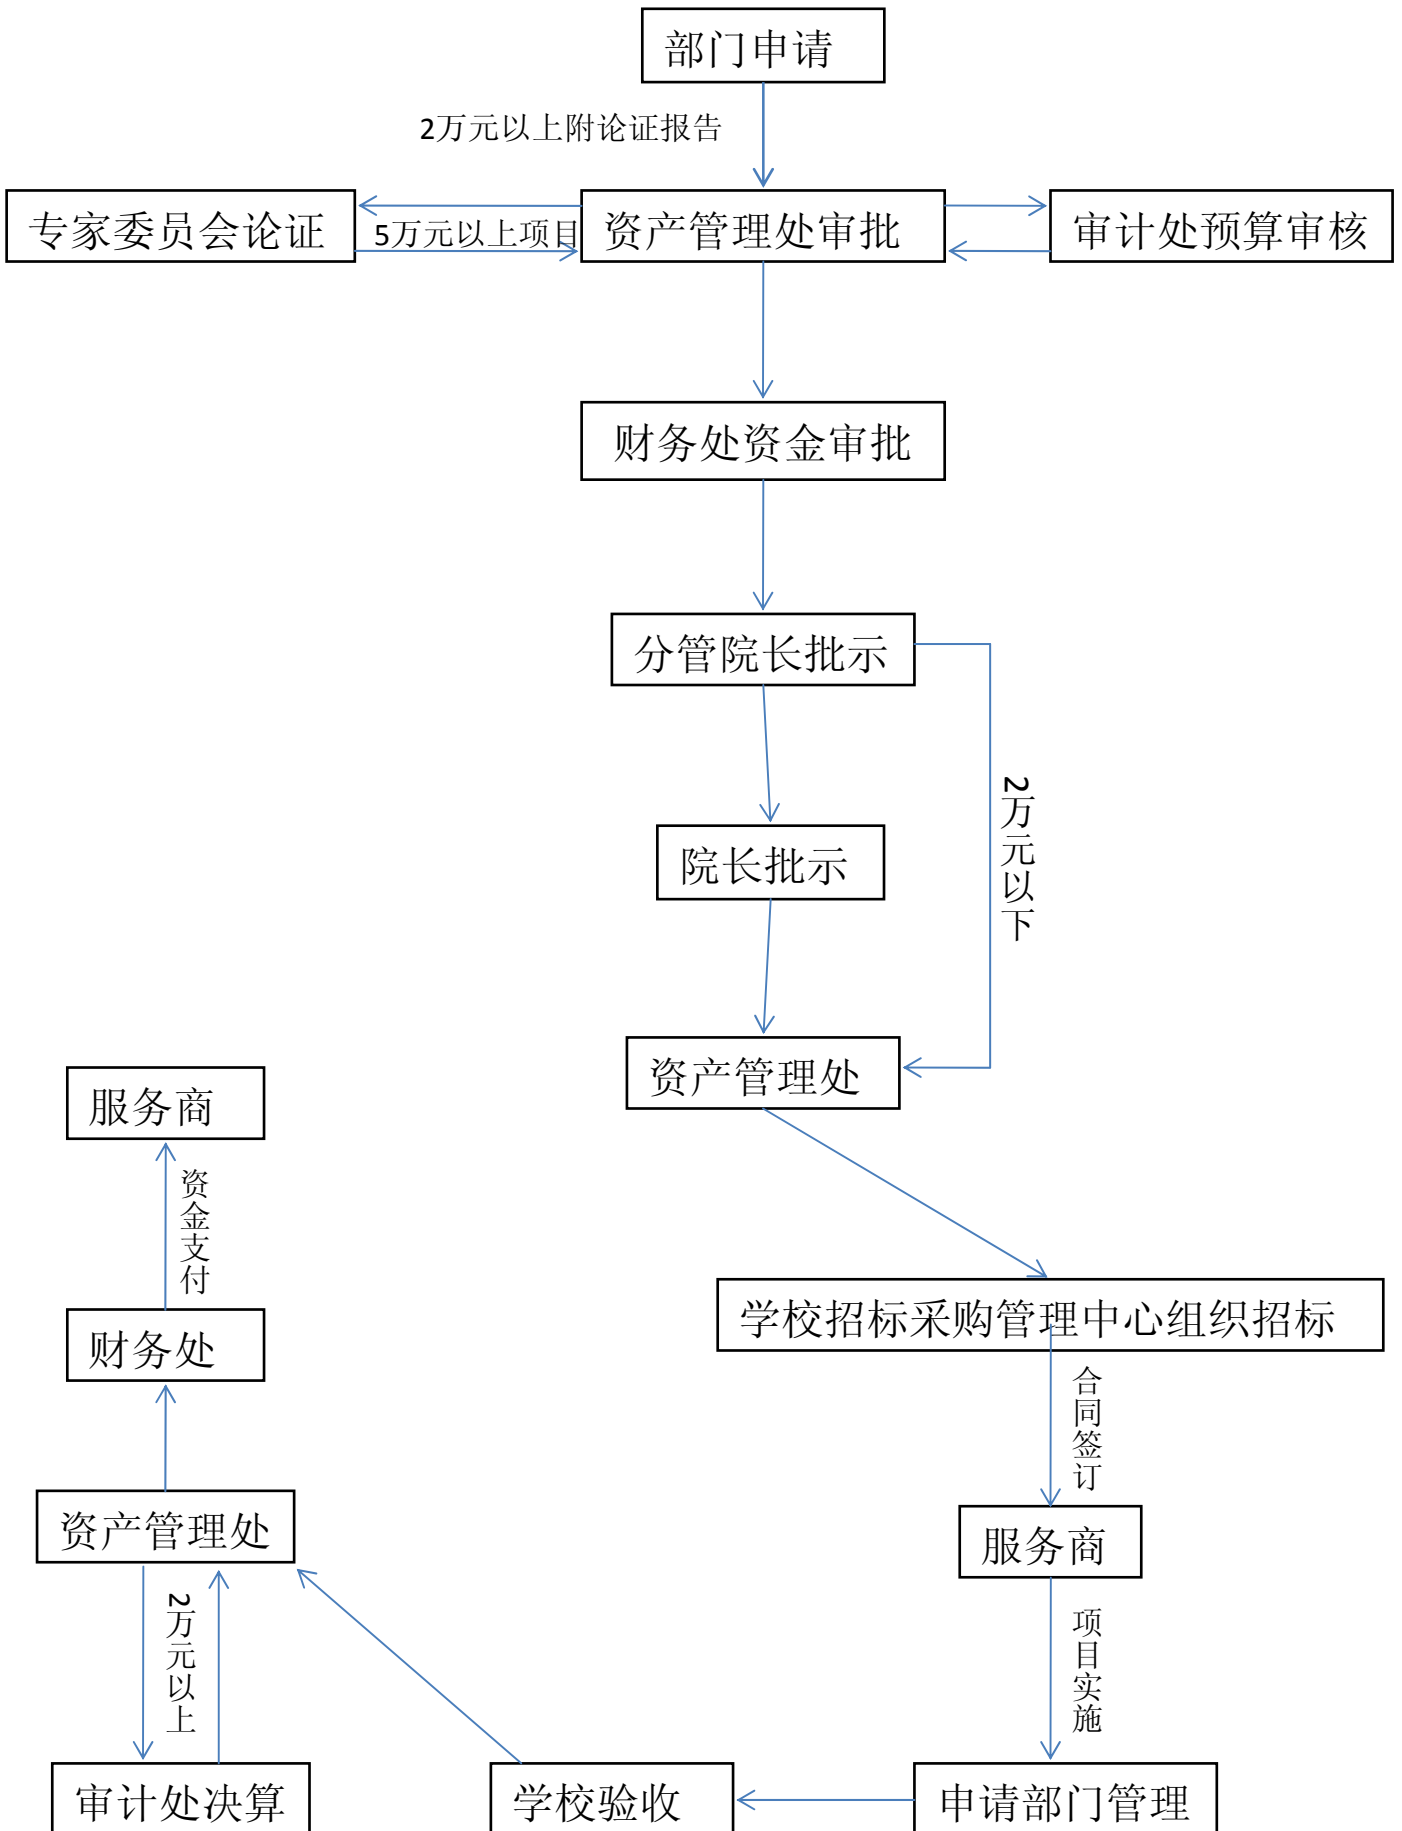 部门申请
2万元以上附论证报告
专家委员会论证
5万元以上项目
资产管理处审批
审计处预算审核
财务处资金审批
分管院长批示
2万元以下
院长批示
资产管理处
服务商
资金支付
学校招标采购管理中心组织招标
财务处
合同签订
资产管理处
服务商
2万元以上
项目实施
审计处决算
学校验收
申请部门管理